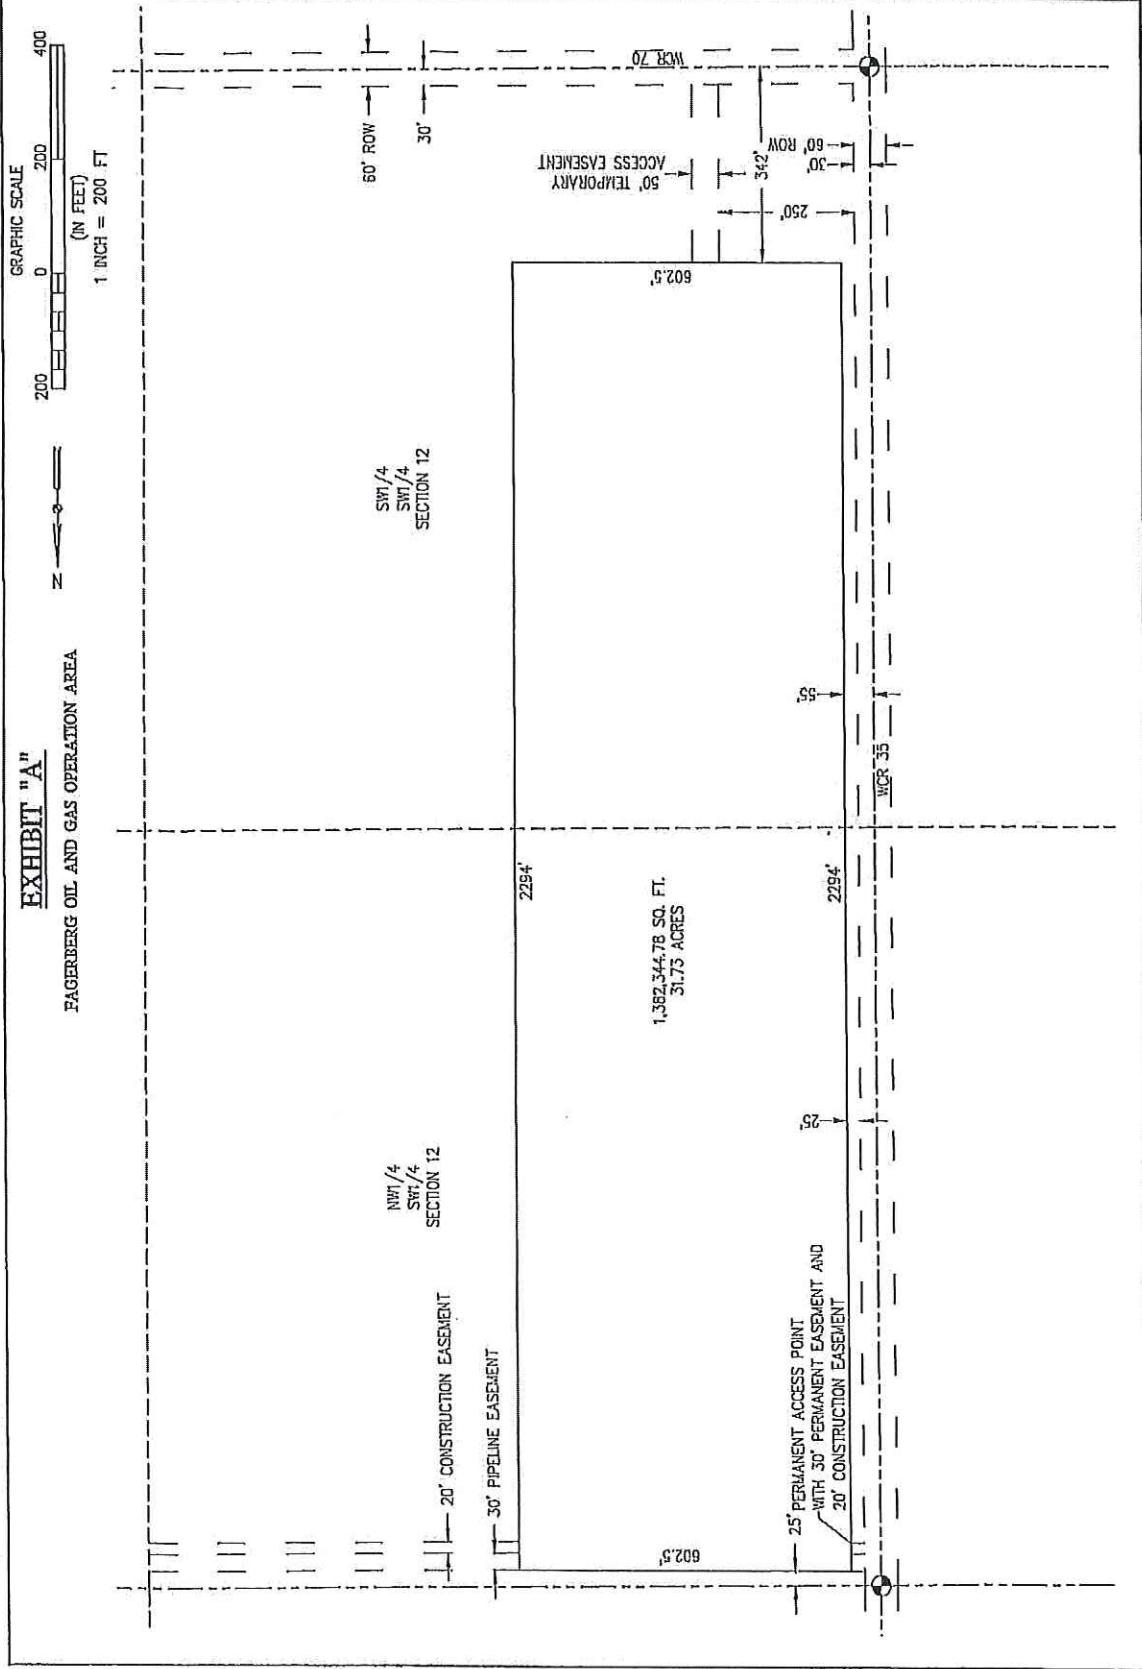 EXHIBIT "A"
FAGERBERG OIL AND GAS OPERATION AREA
N
GRAPHIC SCALE
200 0 200 400
(IN FEET)
1 INCH = 200 FT
NW1/4
SW1/4
SECTION 12
SW1/4
SW1/4
SECTION 12
60' ROW
30'
WCR 70
20' CONSTRUCTION EASEMENT
30' PIPELINE EASEMENT
2294'
50' TEMPORARY
ACCESS EASEMENT
602.5'
602.5'
342'
250'
60' ROW
30'
1,382,344.78 SQ. FT.
31.73 ACRES
25' PERMANENT ACCESS POINT
WITH 30' PERMANENT EASEMENT AND
20' CONSTRUCTION EASEMENT
25'
2294'
55'
WCR 35